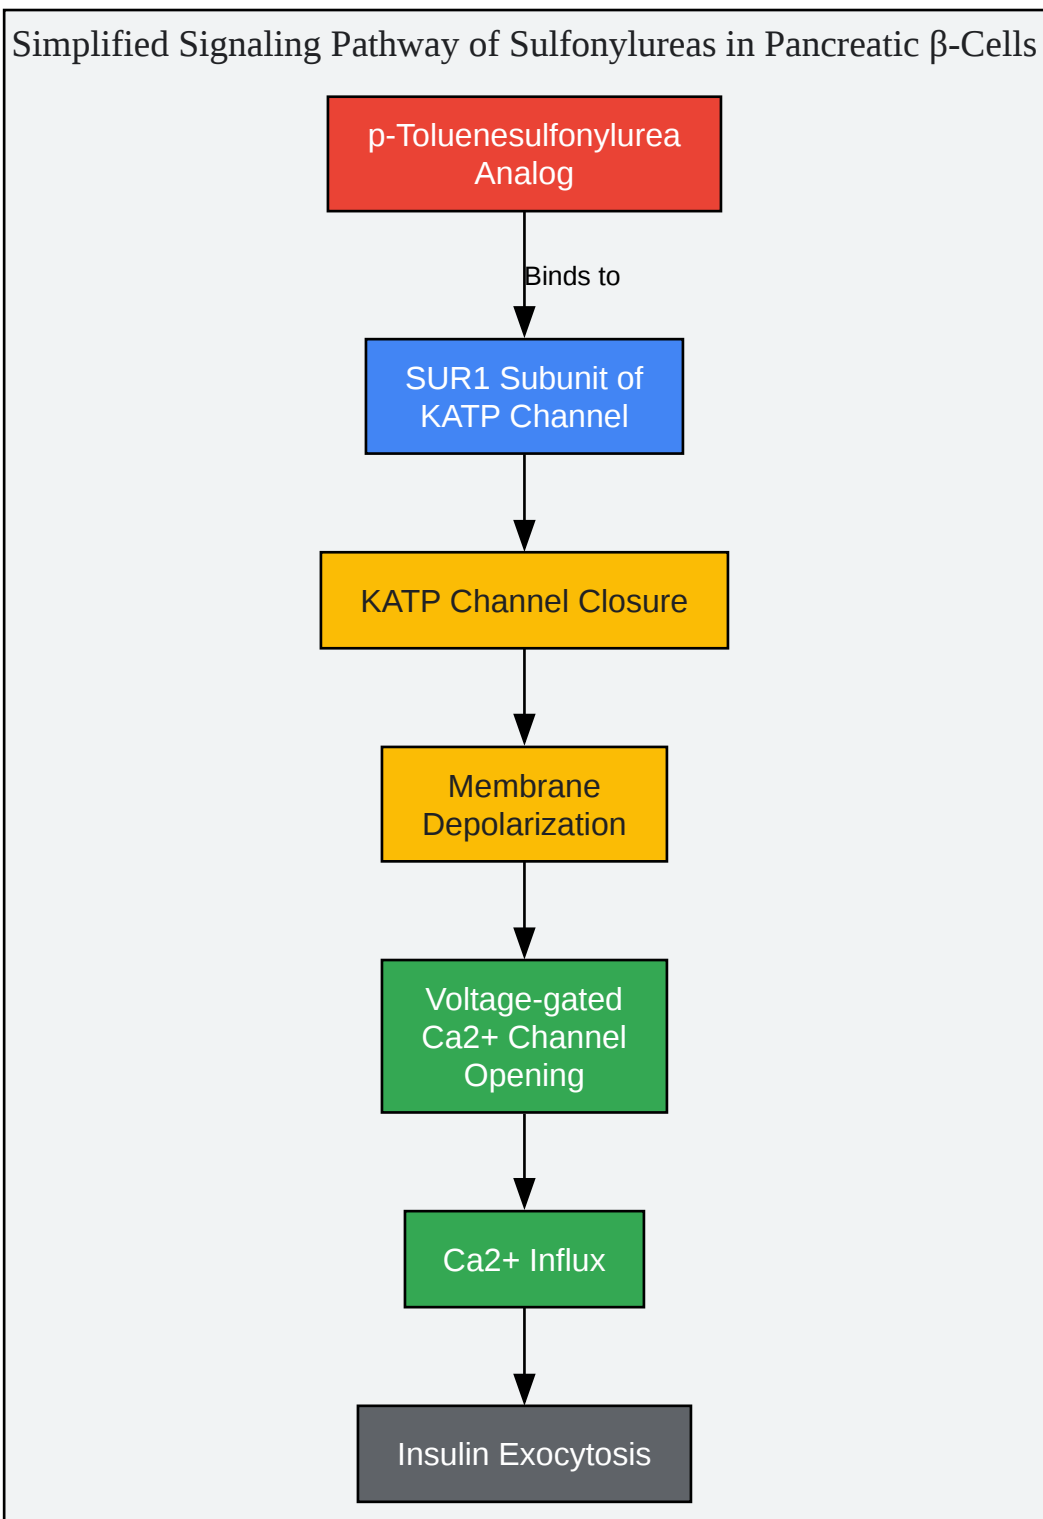 Simplified Signaling Pathway of Sulfonylureas in Pancreatic β-Cells
p-Toluenesulfonylurea
Analog
Binds to
SUR1 Subunit of
KATP Channel
KATP Channel Closure
Membrane
Depolarization
Voltage-gated
Ca2+ Channel
Opening
Ca2+ Influx
Insulin Exocytosis